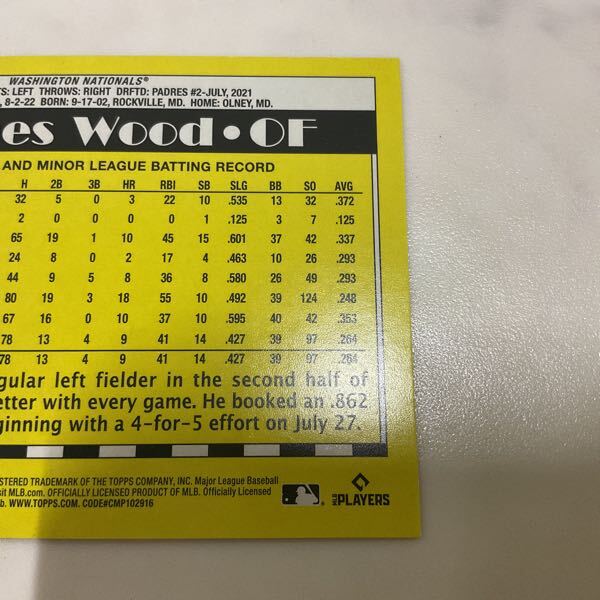 WASHINGTON NATIONALS®
TS: LEFT THROWS: RIGHT DRFTD: PADRES #2-JULY, 2021
, 8-2-22 BORN: 9-17-02, ROCKVILLE, MD. HOME: OLNEY, MD.
es Wood • OF
AND MINOR LEAGUE BATTING RECORD
H 2B 3B HR RBI SB SLG BB SO AVG
32 5 0 3 22 10 .535 13 32 .372
2 0 0 0 0 1 .125 3 7 .125
65 19 1 10 45 15 .601 37 42 .337
24 8 0 2 17 4 .463 10 26 .293
44 9 5 8 36 8 .580 26 49 .293
80 19 3 18 55 10 .492 39 124 .248
67 16 0 10 37 10 .595 40 42 .353
78 13 4 9 41 14 .427 39 97 .264
78 13 4 9 41 14 .427 39 97 .264
gular left fielder in the second half of
etter with every game. He booked an .862
ginning with a 4-for-5 effort on July 27.
STERED TRADEMARK OF THE TOPPS COMPANY, INC. Major League Baseball
sit MLB.com. OFFICIALLY LICENSED PRODUCT OF MLB. Officially Licensed
b. WWW.TOPPS.COM. CODE#CMP102916
MLB PLAYERS